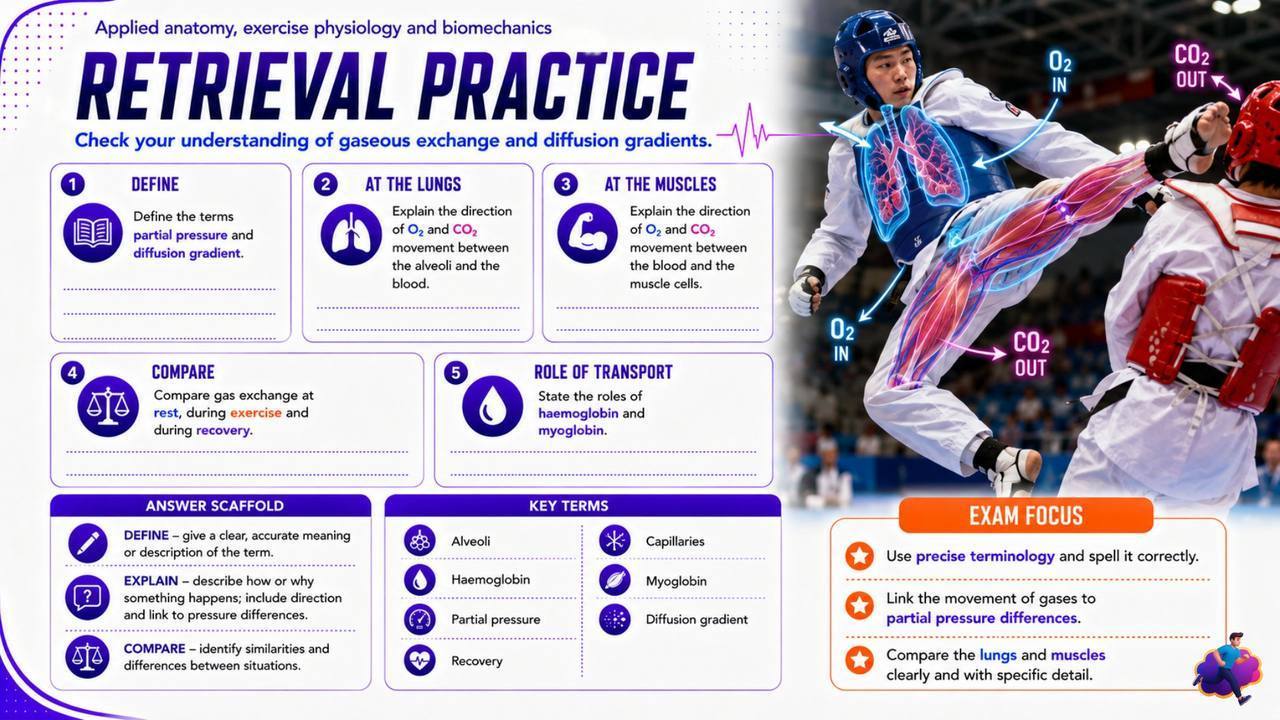 Applied anatomy, exercise physiology and biomechanics
RETRIEVAL PRACTICE
Check your understanding of gaseous exchange and diffusion gradients.
1
DEFINE
Define the terms
partial pressure and
diffusion gradient.
2
AT THE LUNGS
Explain the direction
of O₂ and CO₂
movement between
the alveoli and the
blood.
3
AT THE MUSCLES
Explain the direction
of O₂ and CO₂
movement between
the blood and the
muscle cells.
4
COMPARE
Compare gas exchange at
rest, during exercise and
during recovery.
5
ROLE OF TRANSPORT
State the roles of
haemoglobin and
myoglobin.
ANSWER SCAFFOLD
DEFINE – give a clear, accurate meaning
or description of the term.
EXPLAIN – describe how or why
something happens; include direction
and link to pressure differences.
COMPARE – identify similarities and
differences between situations.
KEY TERMS
Alveoli
Haemoglobin
Partial pressure
Recovery
Capillaries
Myoglobin
Diffusion gradient
O₂
IN
CO₂
OUT
O₂
IN
CO₂
OUT
EXAM FOCUS
Use precise terminology and spell it correctly.
Link the movement of gases to
partial pressure differences.
Compare the lungs and muscles
clearly and with specific detail.